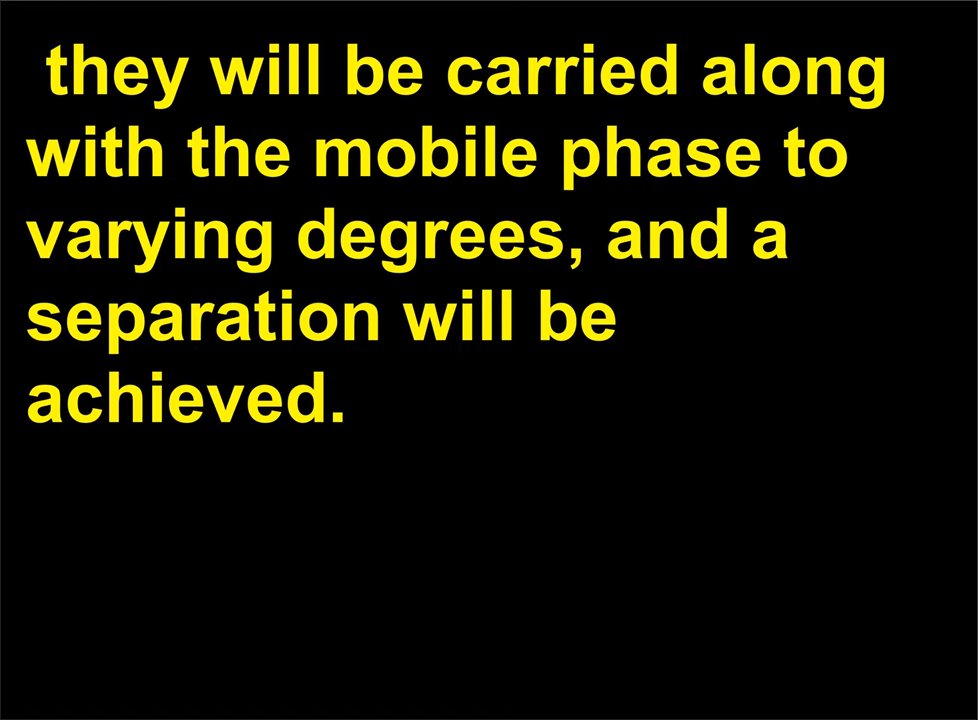 they will be carried along
with the mobile phase to
varying degrees, and a
separation will be
achieved.